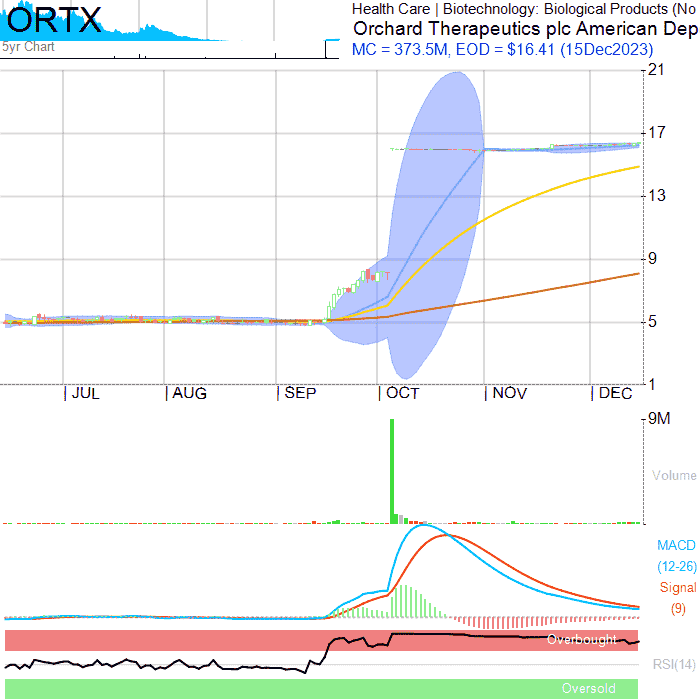 ORTX
5yr Chart
Health Care | Biotechnology: Biological Products (No
Orchard Therapeutics plc American Dep
MC = 373.5M, EOD = $16.41 (15Dec2023)
21
17
13
9
5
1
JUL
AUG
SEP
OCT
NOV
DEC
9M
Volume
MACD
(12-26)
Signal
(9)
Overbought
RSI(14)
Oversold